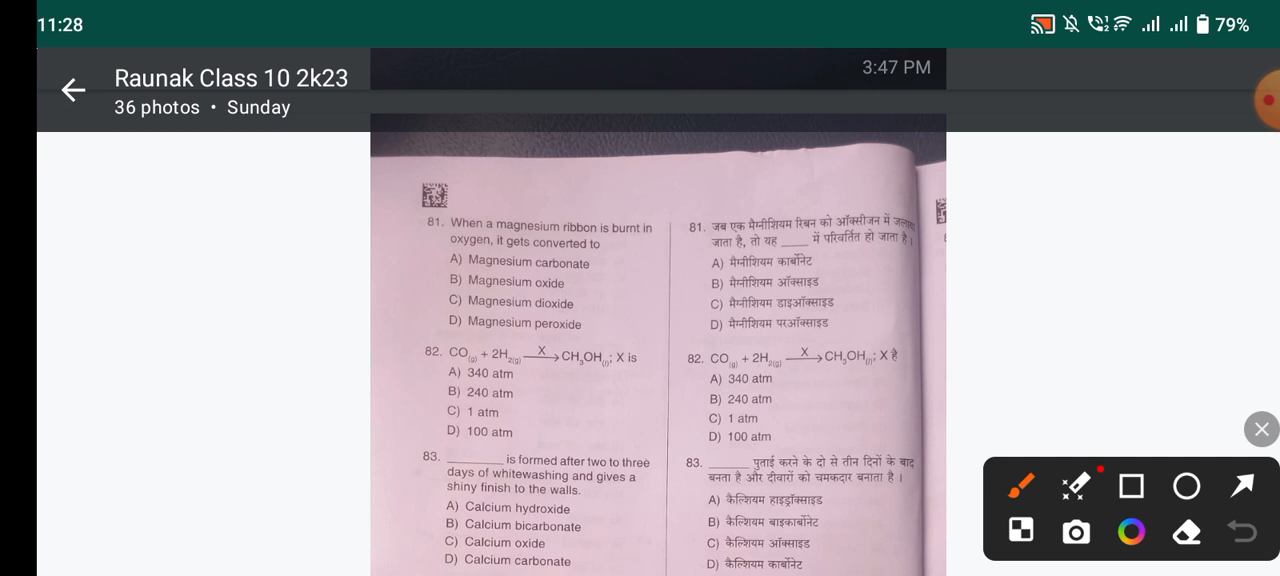 11:28
79%
Raunak Class 10 2k23
36 photos • Sunday
3:47 PM
81. When a magnesium ribbon is burnt in
oxygen, it gets converted to
A) Magnesium carbonate
B) Magnesium oxide
C) Magnesium dioxide
D) Magnesium peroxide
82. CO(g) + 2H2(g) —X→ CH3OH(l); X is
A) 340 atm
B) 240 atm
C) 1 atm
D) 100 atm
83. ________ is formed after two to three
days of whitewashing and gives a
shiny finish to the walls.
A) Calcium hydroxide
B) Calcium bicarbonate
C) Calcium oxide
D) Calcium carbonate
81. जब एक मैग्नीशियम रिबन को ऑक्सीजन में जलाया
जाता है, तो यह ____ में परिवर्तित हो जाता है।
A) मैग्नीशियम कार्बोनेट
B) मैग्नीशियम ऑक्साइड
C) मैग्नीशियम डाइऑक्साइड
D) मैग्नीशियम परऑक्साइड
82. CO(g) + 2H2(g) —X→ CH3OH(l); X है
A) 340 atm
B) 240 atm
C) 1 atm
D) 100 atm
83. ______ पुताई करने के दो से तीन दिनों के बाद
बनता है और दीवारों को चमकदार बनाता है।
A) कैल्शियम हाइड्रॉक्साइड
B) कैल्शियम बाइकार्बोनेट
C) कैल्शियम ऑक्साइड
D) कैल्शियम कार्बोनेट